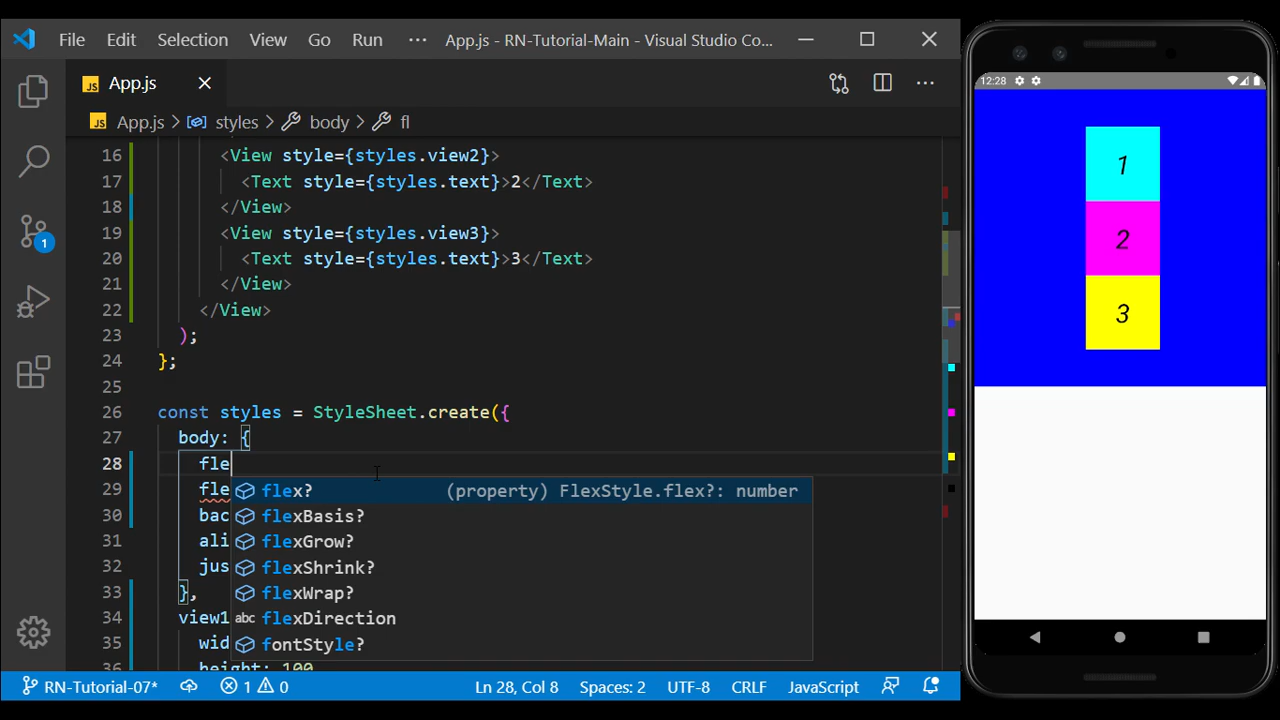 File Edit Selection View Go Run ··· App.js - RN-Tutorial-Main - Visual Studio Co...
JS App.js
JS App.js > styles > body > fl
16 <View style={styles.view2}>
17 <Text style={styles.text}>2</Text>
18 </View>
19 <View style={styles.view3}>
20 <Text style={styles.text}>3</Text>
21 </View>
22 </View>
23 );
24 };
25
26 const styles = StyleSheet.create({
27 body: {
28 fle
29 fle
30 bac
31 ali
32 jus
33 },
34 view1
35 wid
36 height: 100
flex? (property) FlexStyle.flex?: number
flexBasis?
flexGrow?
flexShrink?
flexWrap?
abc flexDirection
fontStyle?
1
RN-Tutorial-07* 1 0 Ln 28, Col 8 Spaces: 2 UTF-8 CRLF JavaScript
12:28
1
2
3